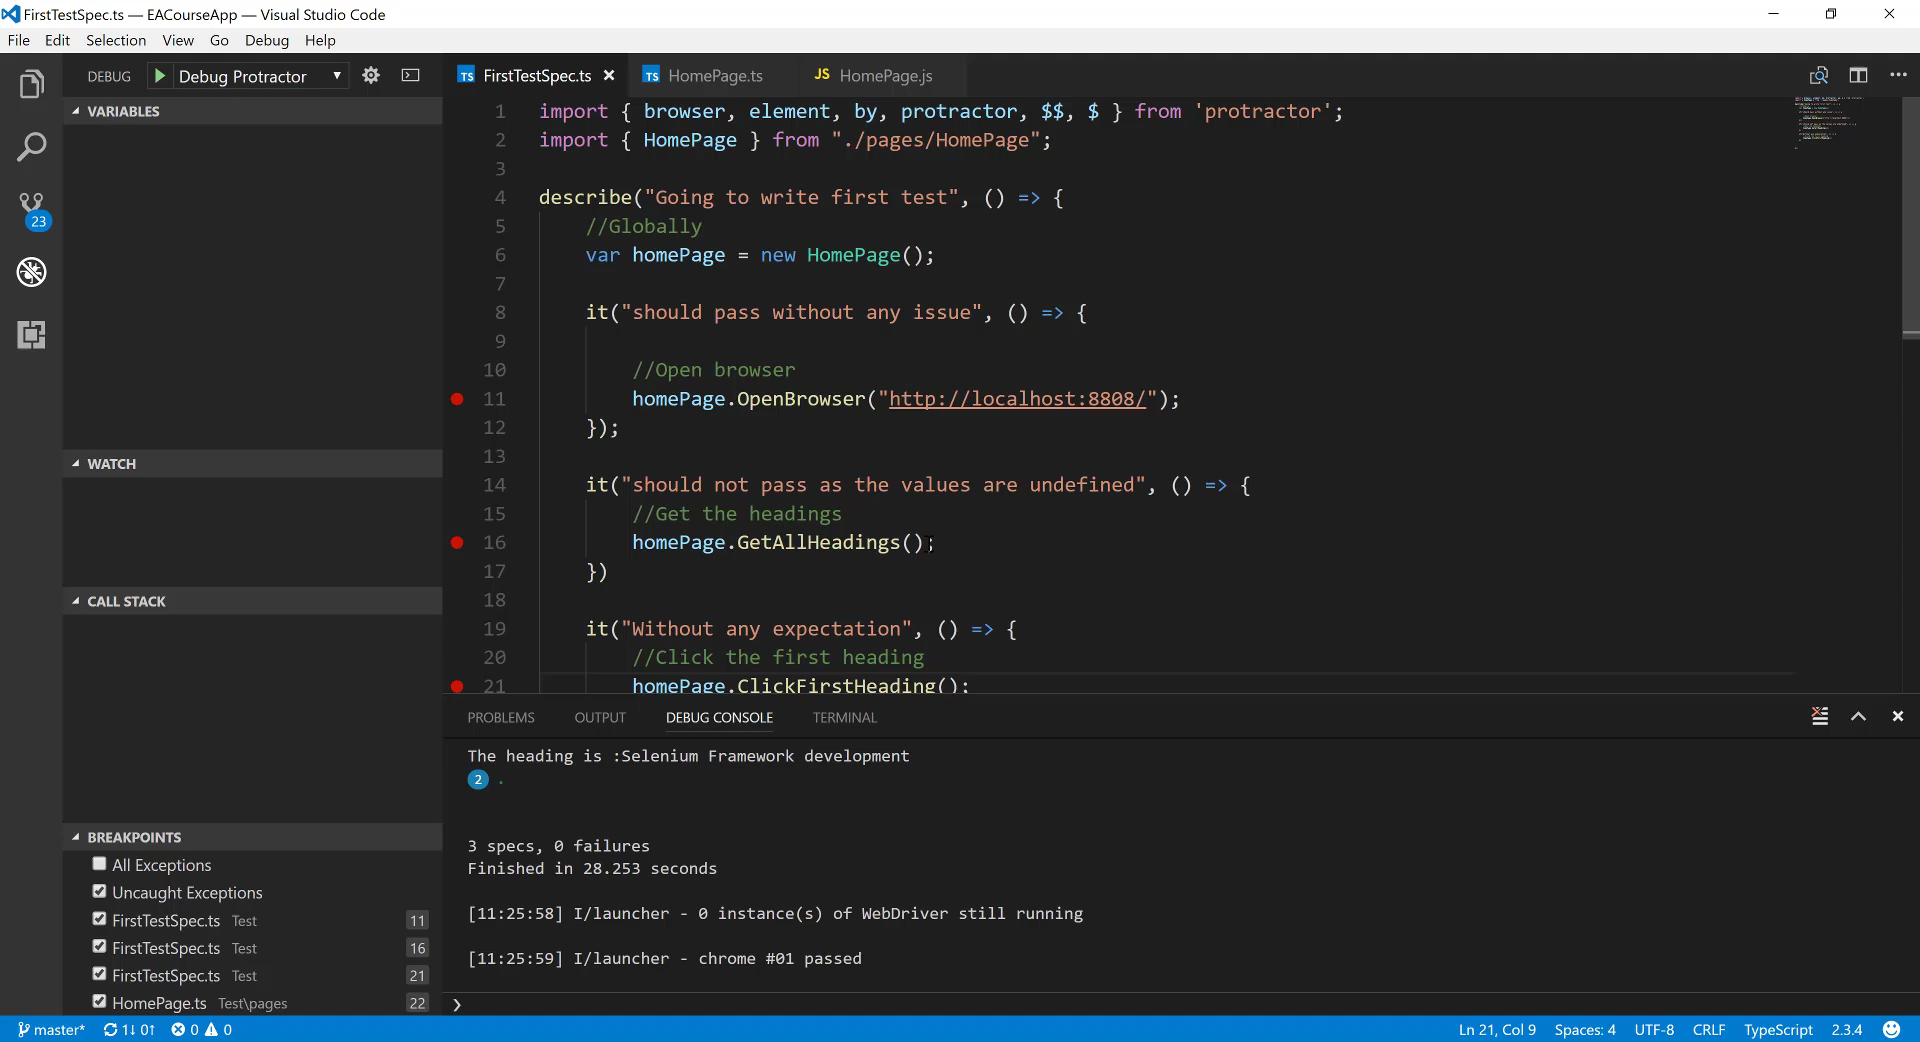 FirstTestSpec.ts — EACourseApp — Visual Studio Code
File Edit Selection View Go Debug Help
DEBUG Debug Protractor
TS FirstTestSpec.ts TS HomePage.ts JS HomePage.js
VARIABLES
WATCH
CALL STACK
BREAKPOINTS
All Exceptions
Uncaught Exceptions
FirstTestSpec.ts Test 11
FirstTestSpec.ts Test 16
FirstTestSpec.ts Test 21
HomePage.ts Test\pages 22
23
1 import { browser, element, by, protractor, $$, $ } from 'protractor';
2 import { HomePage } from "./pages/HomePage";
3
4 describe("Going to write first test", () => {
5 //Globally
6 var homePage = new HomePage();
7
8 it("should pass without any issue", () => {
9
10 //Open browser
11 homePage.OpenBrowser("http://localhost:8808/");
12 });
13
14 it("should not pass as the values are undefined", () => {
15 //Get the headings
16 homePage.GetAllHeadings();
17 })
18
19 it("Without any expectation", () => {
20 //Click the first heading
21 homePage.ClickFirstHeading();
PROBLEMS OUTPUT DEBUG CONSOLE TERMINAL
The heading is :Selenium Framework development
2 .
3 specs, 0 failures
Finished in 28.253 seconds
[11:25:58] I/launcher - 0 instance(s) of WebDriver still running
[11:25:59] I/launcher - chrome #01 passed
master* 1↓ 0↑ 0 0 Ln 21, Col 9 Spaces: 4 UTF-8 CRLF TypeScript 2.3.4